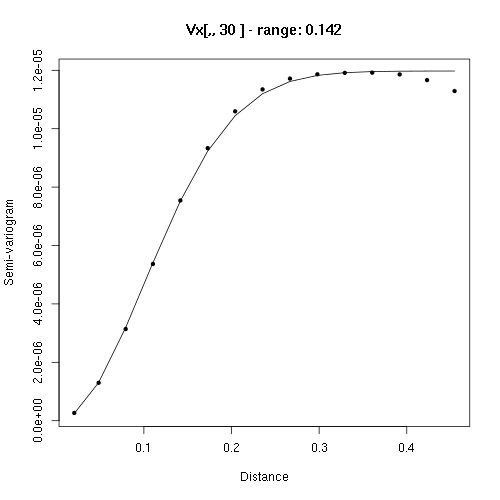 Vx[,, 30 ] - range: 0.142
Semi-variogram
1.2e-05
1.0e-05
8.0e-06
6.0e-06
4.0e-06
2.0e-06
0.0e+00
0.1 0.2 0.3 0.4
Distance